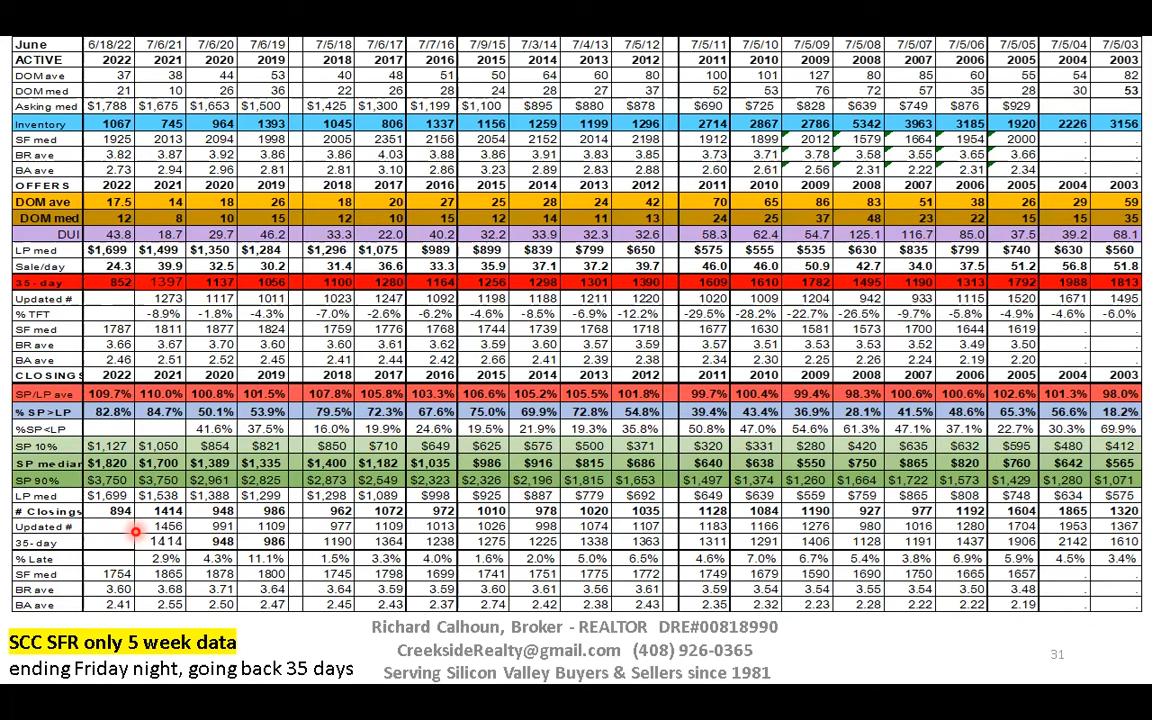 June 6/18/22 7/6/21 7/6/20 7/6/19 7/5/18 7/6/17 7/7/16 7/9/15 7/3/14 7/4/13 7/5/12 7/5/11 7/5/10 7/5/09 7/5/08 7/5/07 7/5/06 7/5/05 7/5/04 7/5/03
ACTIVE 2022 2021 2020 2019 2018 2017 2016 2015 2014 2013 2012 2011 2010 2009 2008 2007 2006 2005 2004 2003
DOM ave 37 38 44 53 40 48 51 50 64 60 80 100 101 127 80 85 60 55 54 82
DOM med 21 10 26 36 22 26 28 24 28 27 37 52 53 76 72 57 35 28 30 53
Asking med $1,788 $1,675 $1,653 $1,500 $1,425 $1,300 $1,199 $1,100 $895 $880 $878 $690 $725 $828 $639 $749 $876 $929
Inventory 1067 745 964 1393 1045 806 1337 1156 1259 1199 1296 2714 2867 2786 5342 3963 3185 1920 2226 3156
SF med 1925 2013 2094 1998 2005 2351 2156 2054 2152 2014 2198 1912 1899 2012 1579 1664 1954 2000 . .
BR ave 3.82 3.87 3.92 3.86 3.86 4.03 3.88 3.86 3.91 3.83 3.85 3.73 3.71 3.78 3.58 3.55 3.65 3.66 . .
BA ave 2.73 2.94 2.96 2.81 2.81 3.10 2.86 3.23 2.89 2.83 2.88 2.60 2.61 2.56 2.31 2.22 2.31 2.34 . .
OFFERS 2022 2021 2020 2019 2018 2017 2016 2015 2014 2013 2012 2011 2010 2009 2008 2007 2006 2005 2004 2003
DOM ave 17.5 14 18 26 18 20 27 25 28 24 42 70 65 86 83 51 38 26 29 59
DOM med 12 8 10 15 12 10 15 12 14 11 13 24 25 37 48 23 22 15 15 35
DUI 43.8 18.7 29.7 46.2 33.3 22.0 40.2 32.2 33.9 32.3 32.6 58.3 62.4 54.7 125.1 116.7 85.0 37.5 39.2 68.1
LP med $1,699 $1,499 $1,350 $1,284 $1,296 $1,075 $989 $899 $839 $799 $650 $575 $555 $535 $630 $835 $799 $740 $630 $560
Sale/day 24.3 39.9 32.5 30.2 31.4 36.6 33.3 35.9 37.1 37.2 39.7 46.0 46.0 50.9 42.7 34.0 37.5 51.2 56.8 51.8
35-day 852 1397 1137 1056 1100 1280 1164 1256 1298 1301 1390 1609 1610 1782 1495 1190 1313 1792 1988 1813
Updated # 1273 1117 1011 1023 1247 1092 1198 1188 1211 1220 1020 1009 1204 942 933 1115 1520 1671 1495
% TFT -8.9% -1.8% -4.3% -7.0% -2.6% -6.2% -4.6% -8.5% -6.9% -12.2% -29.5% -28.2% -22.7% -26.5% -9.7% -5.8% -4.9% -4.6% -6.0%
SF med 1787 1811 1877 1824 1759 1776 1768 1744 1739 1768 1718 1677 1630 1581 1573 1700 1644 1619 . .
BR ave 3.66 3.67 3.70 3.60 3.60 3.61 3.62 3.59 3.60 3.57 3.59 3.57 3.51 3.53 3.52 3.49 3.50 . .
BA ave 2.46 2.51 2.52 2.45 2.41 2.44 2.42 2.66 2.41 2.39 2.38 2.34 2.30 2.25 2.26 2.24 2.19 2.20 . .
CLOSINGS 2022 2021 2020 2019 2018 2017 2016 2015 2014 2013 2012 2011 2010 2009 2008 2007 2006 2005 2004 2003
SP/LP ave 109.7% 110.0% 100.8% 101.5% 107.8% 105.8% 103.3% 106.6% 105.2% 105.5% 101.8% 99.7% 100.4% 99.4% 98.3% 100.6% 100.6% 102.6% 101.3% 98.0%
% SP>LP 82.8% 84.7% 50.1% 53.9% 79.5% 72.3% 67.6% 75.0% 69.9% 72.8% 54.8% 39.4% 43.4% 36.9% 28.1% 41.5% 48.6% 65.3% 56.6% 18.2%
%SP<LP 41.6% 37.5% 16.0% 19.9% 24.6% 19.5% 21.9% 19.3% 35.8% 50.8% 47.0% 54.6% 61.3% 47.1% 37.1% 22.7% 30.3% 69.9%
SP 10% $1,127 $1,050 $854 $821 $850 $710 $649 $625 $575 $500 $371 $320 $331 $280 $420 $635 $632 $595 $480 $412
SP median $1,820 $1,700 $1,389 $1,335 $1,400 $1,182 $1,035 $986 $916 $815 $686 $640 $638 $550 $750 $865 $820 $760 $642 $565
SP 90% $3,750 $3,750 $2,961 $2,825 $2,873 $2,549 $2,323 $2,326 $2,196 $1,815 $1,653 $1,497 $1,374 $1,260 $1,664 $1,722 $1,573 $1,429 $1,280 $1,071
LP med $1,699 $1,538 $1,388 $1,299 $1,298 $1,089 $998 $925 $887 $779 $692 $649 $639 $559 $765 $865 $808 $748 $634 $575
# Closings 894 1414 948 986 962 1072 972 1010 978 1020 1035 1128 1084 1190 927 977 1192 1604 1865 1320
Updated # 1456 991 1109 977 1109 1013 1026 998 1074 1111 1183 1166 1276 980 1016 1280 1704 1953 1367
35-day 1414 948 986 1190 1364 1238 1275 1225 1338 1363 1311 1291 1406 1128 1191 1437 1906 2142 1610
% Late 2.9% 4.3% 11.1% 1.5% 3.3% 4.0% 1.6% 2.0% 5.0% 6.5% 4.6% 7.0% 6.7% 5.4% 3.8% 6.9% 5.9% 4.5% 3.4%
SF med 1754 1865 1878 1800 1745 1798 1699 1741 1751 1775 1772 1749 1679 1590 1690 1750 1665 1657 . .
BR ave 3.60 3.68 3.71 3.64 3.64 3.59 3.59 3.60 3.61 3.56 3.61 3.58 3.54 3.55 3.58 3.54 3.50 3.48 . .
BA ave 2.41 2.55 2.50 2.47 2.45 2.43 2.37 2.74 2.42 2.38 2.43 2.35 2.32 2.23 2.28 2.22 2.22 2.19 . .
SCC SFR only 5 week data
ending Friday night, going back 35 days
Richard Calhoun, Broker - REALTOR DRE#00818990
CreeksideRealty@gmail.com (408) 926-0365
Serving Silicon Valley Buyers & Sellers since 1981
31